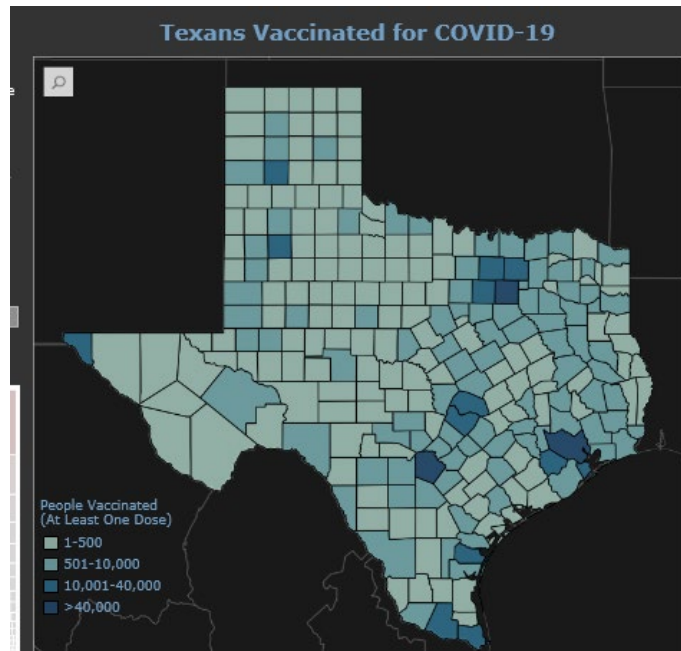 Texans Vaccinated for COVID-19
e
People Vaccinated
(At Least One Dose)
1-500
501-10,000
10,001-40,000
>40,000